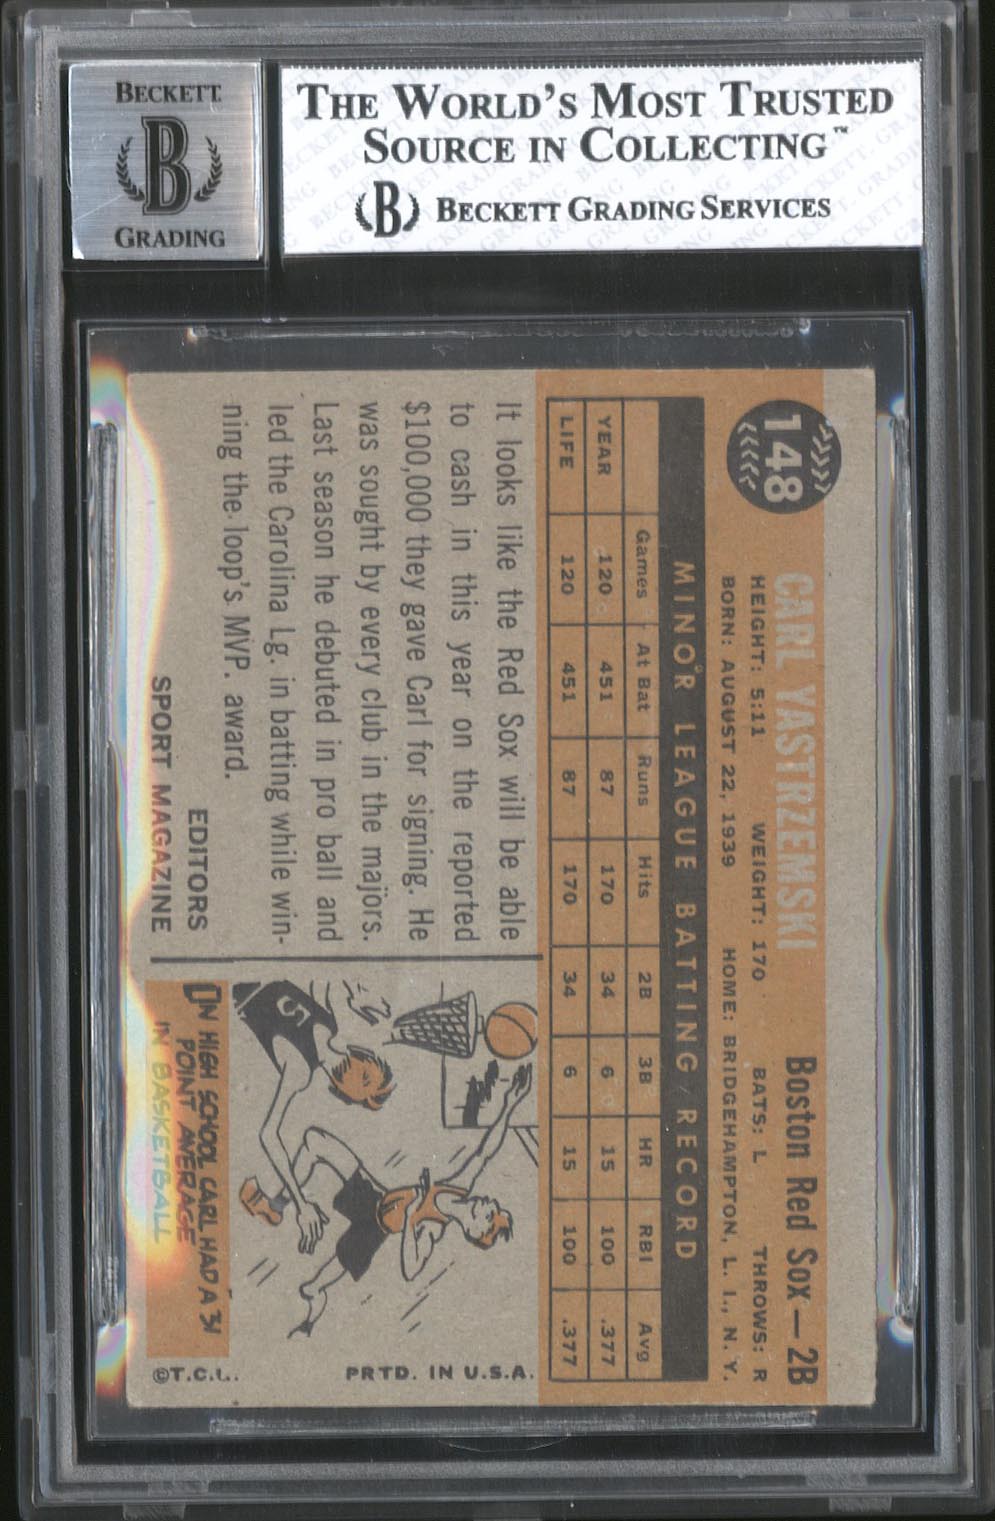 BECKETT
B
GRADING
THE WORLD'S MOST TRUSTED
SOURCE IN COLLECTING™
B BECKETT GRADING SERVICES
148
CARL YASTRZEMSKI
Boston Red Sox—2B
HEIGHT: 5:11 WEIGHT: 170 BATS: L THROWS: R
BORN: AUGUST 22, 1939 HOME: BRIDGEHAMPTON, L. I., N. Y.
MINOR LEAGUE BATTING RECORD
Games At Bat Runs Hits 2B 3B HR RBI Avg
YEAR 120 451 87 170 34 6 15 100 .377
LIFE 120 451 87 170 34 6 15 100 .377
It looks like the Red Sox will be able
to cash in this year on the reported
$100,000 they gave Carl for signing. He
was sought by every club in the majors.
Last season he debuted in pro ball and
led the Carolina Lg. in batting while win-
ning the loop's MVP. award.
EDITORS
SPORT MAGAZINE
5
IN HIGH SCHOOL CARL HAD A 31
POINT AVERAGE
IN BASKETBALL
©T.C.G.
PRTD. IN U.S.A.